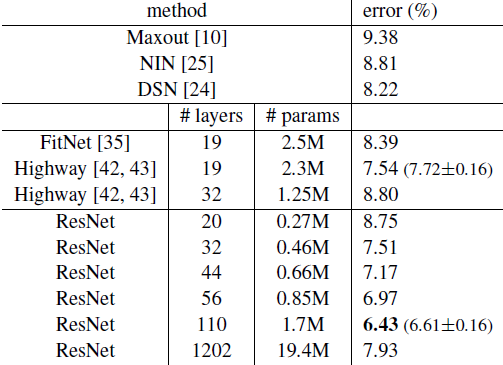 method error (%)
Maxout [10] 9.38
NIN [25] 8.81
DSN [24] 8.22
# layers # params
FitNet [35] 19 2.5M 8.39
Highway [42, 43] 19 2.3M 7.54 (7.72±0.16)
Highway [42, 43] 32 1.25M 8.80
ResNet 20 0.27M 8.75
ResNet 32 0.46M 7.51
ResNet 44 0.66M 7.17
ResNet 56 0.85M 6.97
ResNet 110 1.7M 6.43 (6.61±0.16)
ResNet 1202 19.4M 7.93